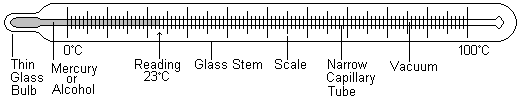 0°C
100°C
Thin
Glass
Bulb
Mercury
or
Alcohol
Reading
23°C
Glass Stem
Scale
Narrow
Capillary
Tube
Vacuum